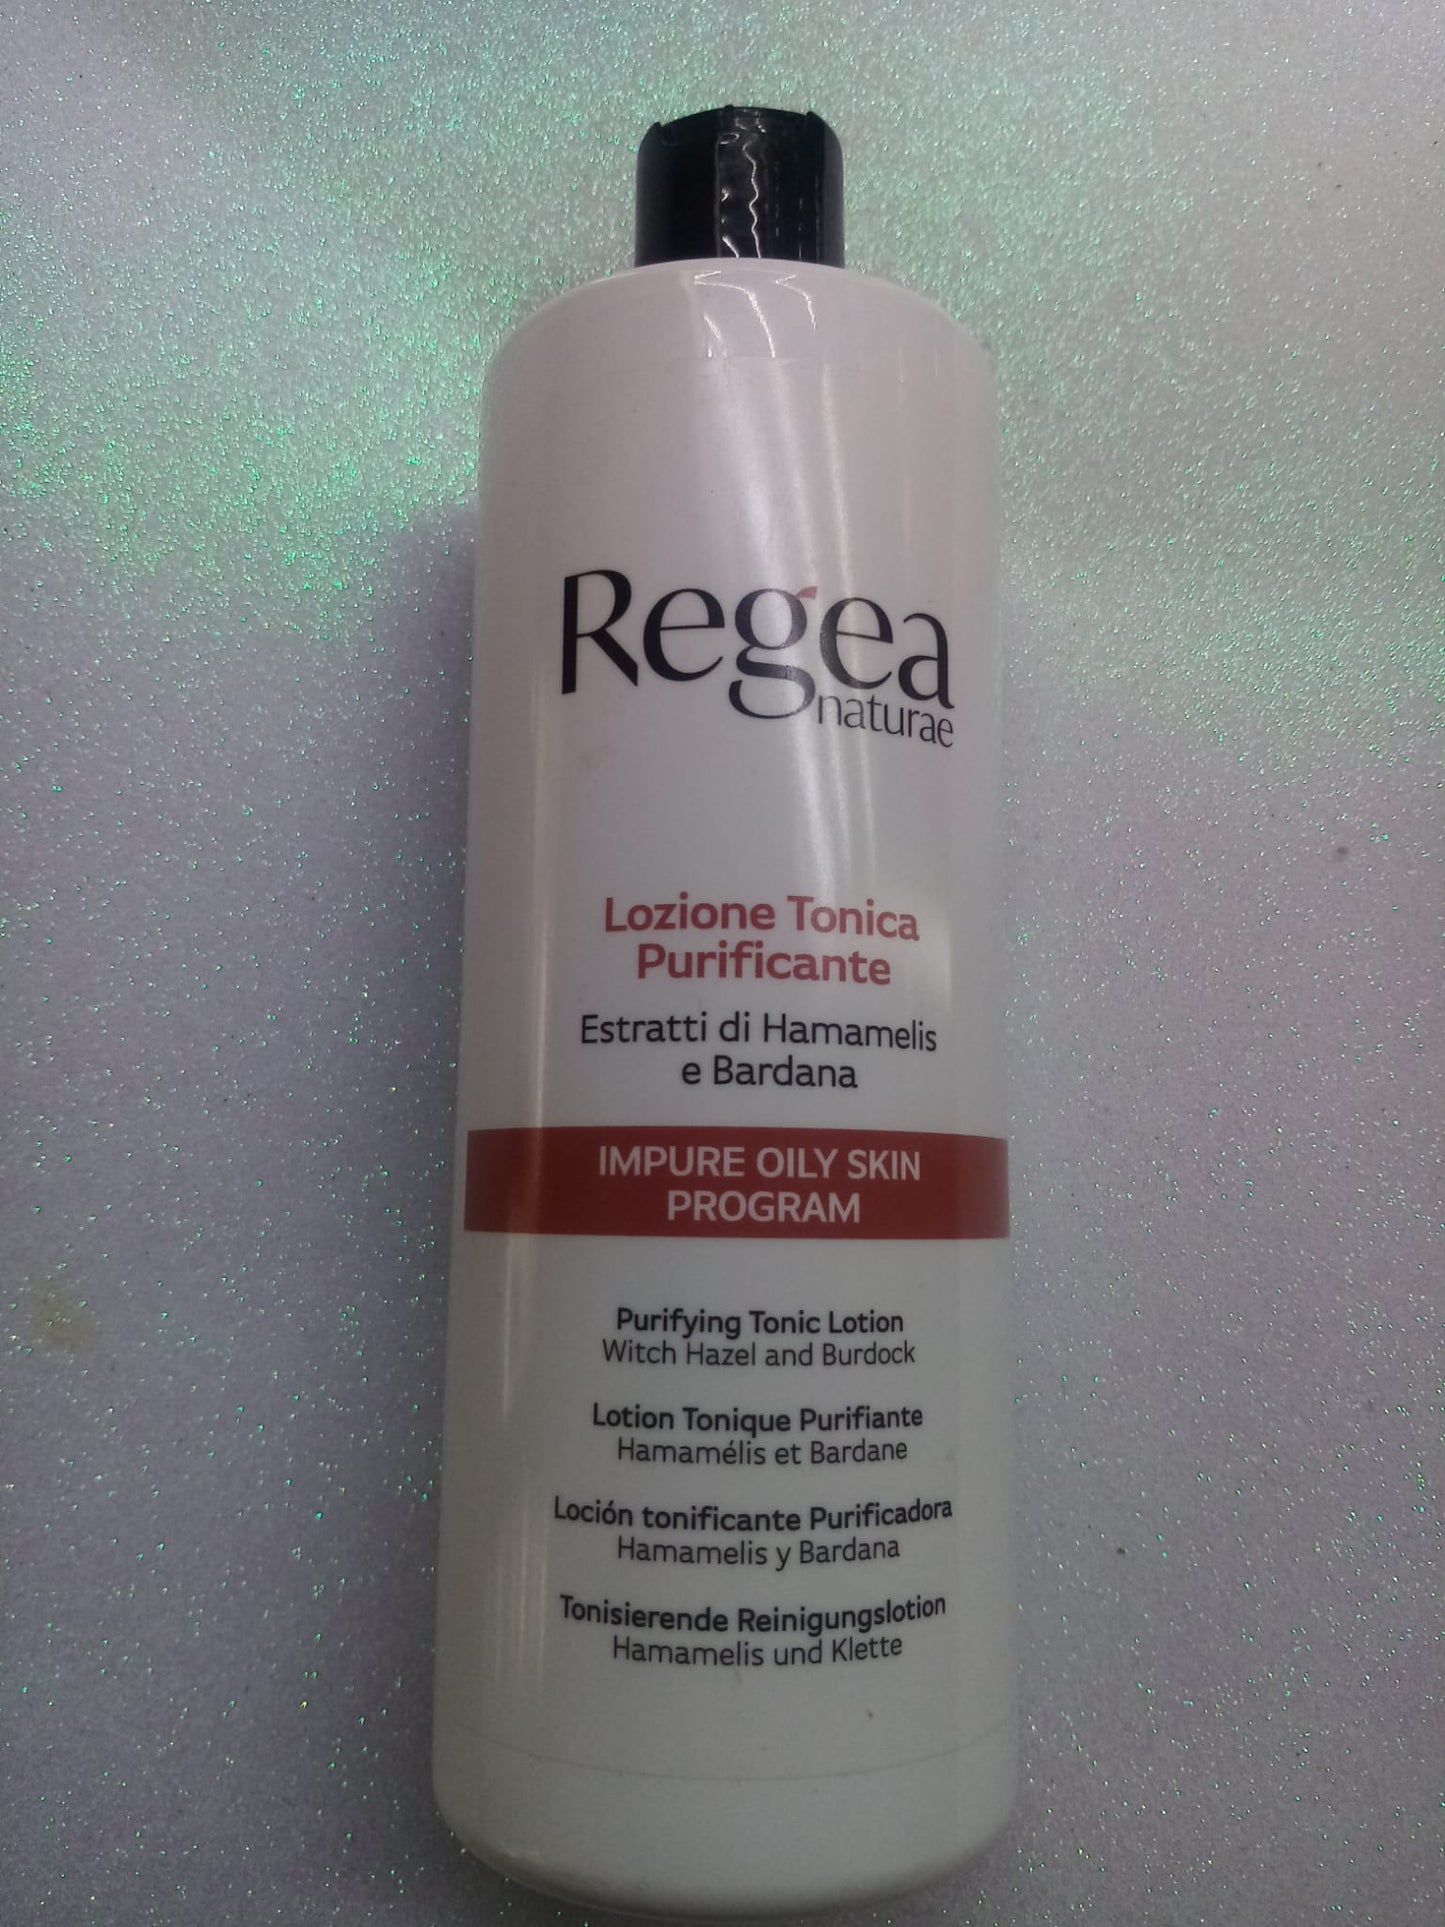 Regea
naturae
Lozione Tonica
Purificante
Estratti di Hamamelis
e Bardana
IMPURE OILY SKIN
PROGRAM
Purifying Tonic Lotion
Witch Hazel and Burdock
Lotion Tonique Purifiante
Hamamélis et Bardane
Loción tonificante Purificadora
Hamamelis y Bardana
Tonisierende Reinigungslotion
Hamamelis und Klette